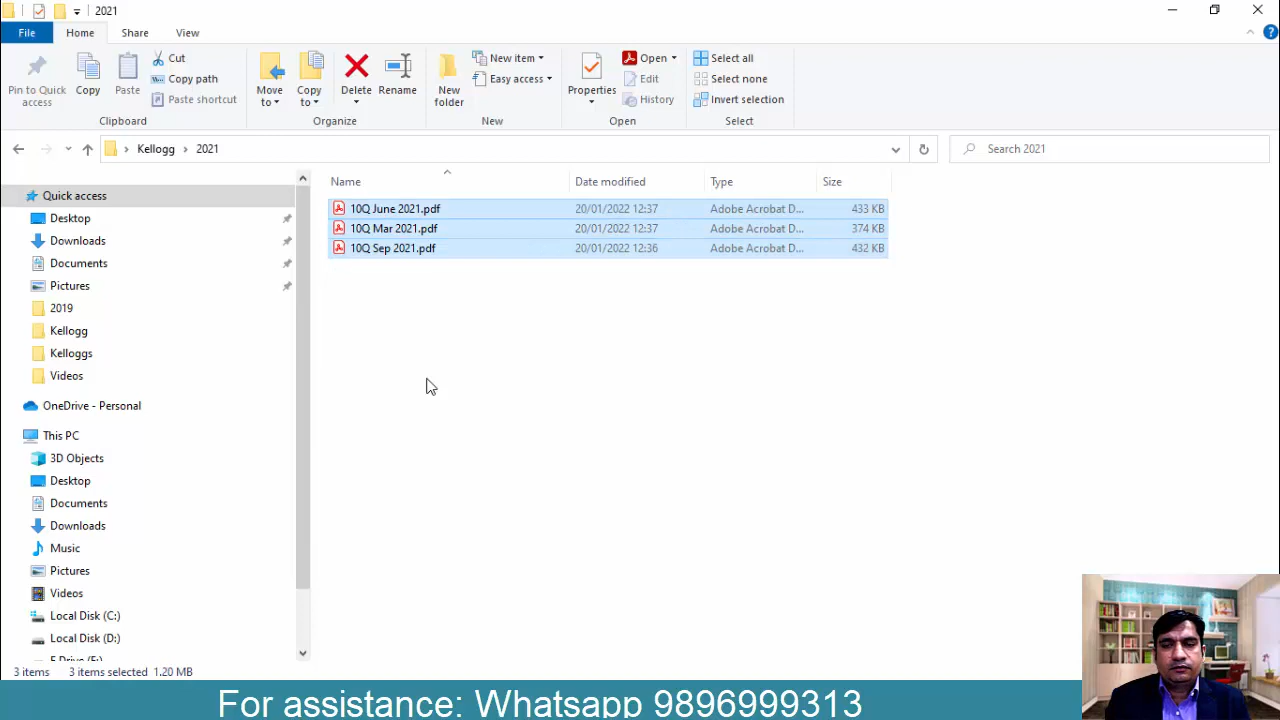 2021
File Home Share View
Pin to Quick access
Copy
Paste
Cut
Copy path
Paste shortcut
Clipboard
Move to
Copy to
Delete
Rename
Organize
New folder
New item
Easy access
New
Properties
Open
Edit
History
Open
Select all
Select none
Invert selection
Select
Kellogg › 2021
Search 2021
Name Date modified Type Size
10Q June 2021.pdf 20/01/2022 12:37 Adobe Acrobat D... 433 KB
10Q Mar 2021.pdf 20/01/2022 12:37 Adobe Acrobat D... 374 KB
10Q Sep 2021.pdf 20/01/2022 12:36 Adobe Acrobat D... 432 KB
Quick access
Desktop
Downloads
Documents
Pictures
2019
Kellogg
Kelloggs
Videos
OneDrive - Personal
This PC
3D Objects
Desktop
Documents
Downloads
Music
Pictures
Videos
Local Disk (C:)
Local Disk (D:)
3 items 3 items selected 1.20 MB
For assistance: Whatsapp 9896999313